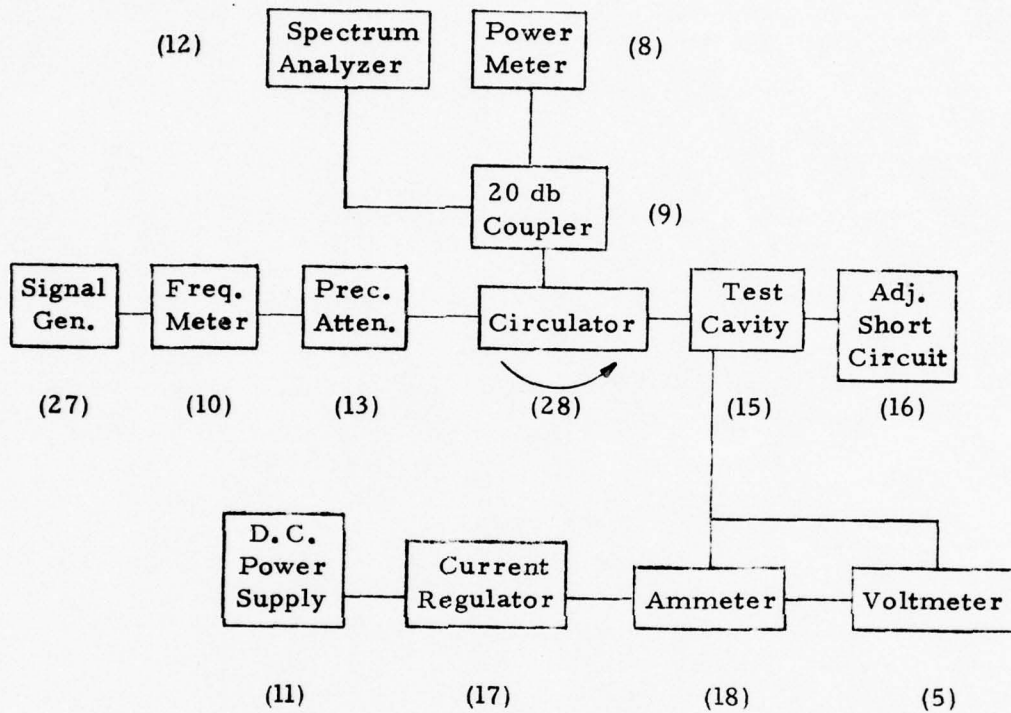 (12)
Spectrum
Analyzer
Power
Meter
(8)
20 db
Coupler
(9)
Signal
Gen.
Freq.
Meter
Prec.
Atten.
Circulator
Test
Cavity
Adj.
Short
Circuit
(27)
(10)
(13)
(28)
(15)
(16)
D.C.
Power
Supply
Current
Regulator
Ammeter
Voltmeter
(11)
(17)
(18)
(5)